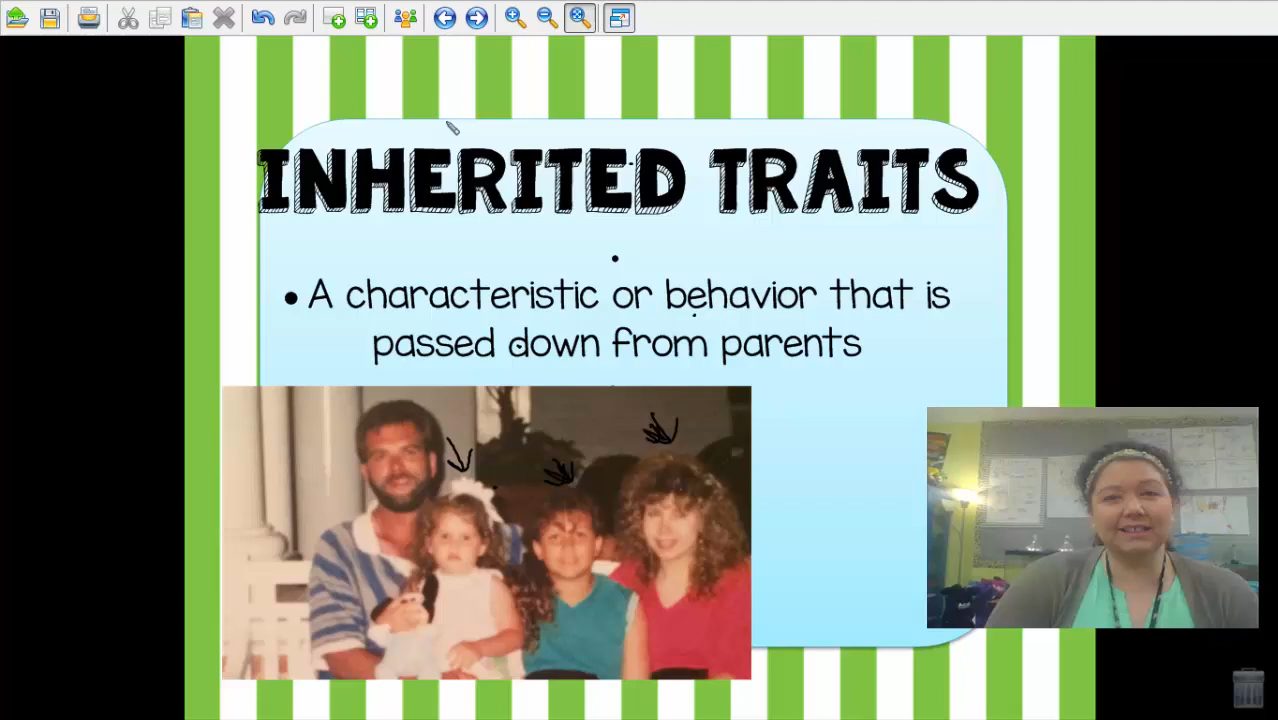 INHERITED TRAITS
• A characteristic or behavior that is
passed down from parents